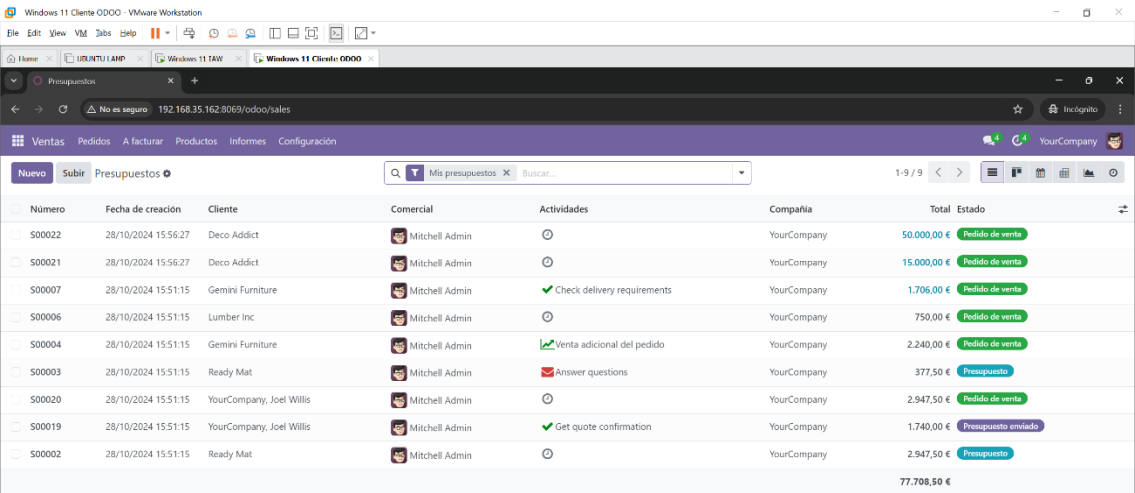 Windows 11 Cliente ODOO - VMware Workstation
File Edit View VM Tabs Help
Home UBUNTU LAMP Windows 11 IAW Windows 11 Cliente ODOO
Presupuestos
No es seguro 192.168.35.162:8069/odoo/sales Incógnito
Ventas Pedidos A facturar Productos Informes Configuración 4 4 YourCompany
Nuevo Subir Presupuestos Mis presupuestos Buscar... 1-9 / 9
Número Fecha de creación Cliente Comercial Actividades Compañía Total Estado
S00022 28/10/2024 15:56:27 Deco Addict Mitchell Admin YourCompany 50.000,00 € Pedido de venta
S00021 28/10/2024 15:56:27 Deco Addict Mitchell Admin YourCompany 15.000,00 € Pedido de venta
S00007 28/10/2024 15:51:15 Gemini Furniture Mitchell Admin Check delivery requirements YourCompany 1.706,00 € Pedido de venta
S00006 28/10/2024 15:51:15 Lumber Inc Mitchell Admin YourCompany 750,00 € Pedido de venta
S00004 28/10/2024 15:51:15 Gemini Furniture Mitchell Admin Venta adicional del pedido YourCompany 2.240,00 € Pedido de venta
S00003 28/10/2024 15:51:15 Ready Mat Mitchell Admin Answer questions YourCompany 377,50 € Presupuesto
S00020 28/10/2024 15:51:15 YourCompany, Joel Willis Mitchell Admin YourCompany 2.947,50 € Pedido de venta
S00019 28/10/2024 15:51:15 YourCompany, Joel Willis Mitchell Admin Get quote confirmation YourCompany 1.740,00 € Presupuesto enviado
S00002 28/10/2024 15:51:15 Ready Mat Mitchell Admin YourCompany 2.947,50 € Presupuesto
77.708,50 €